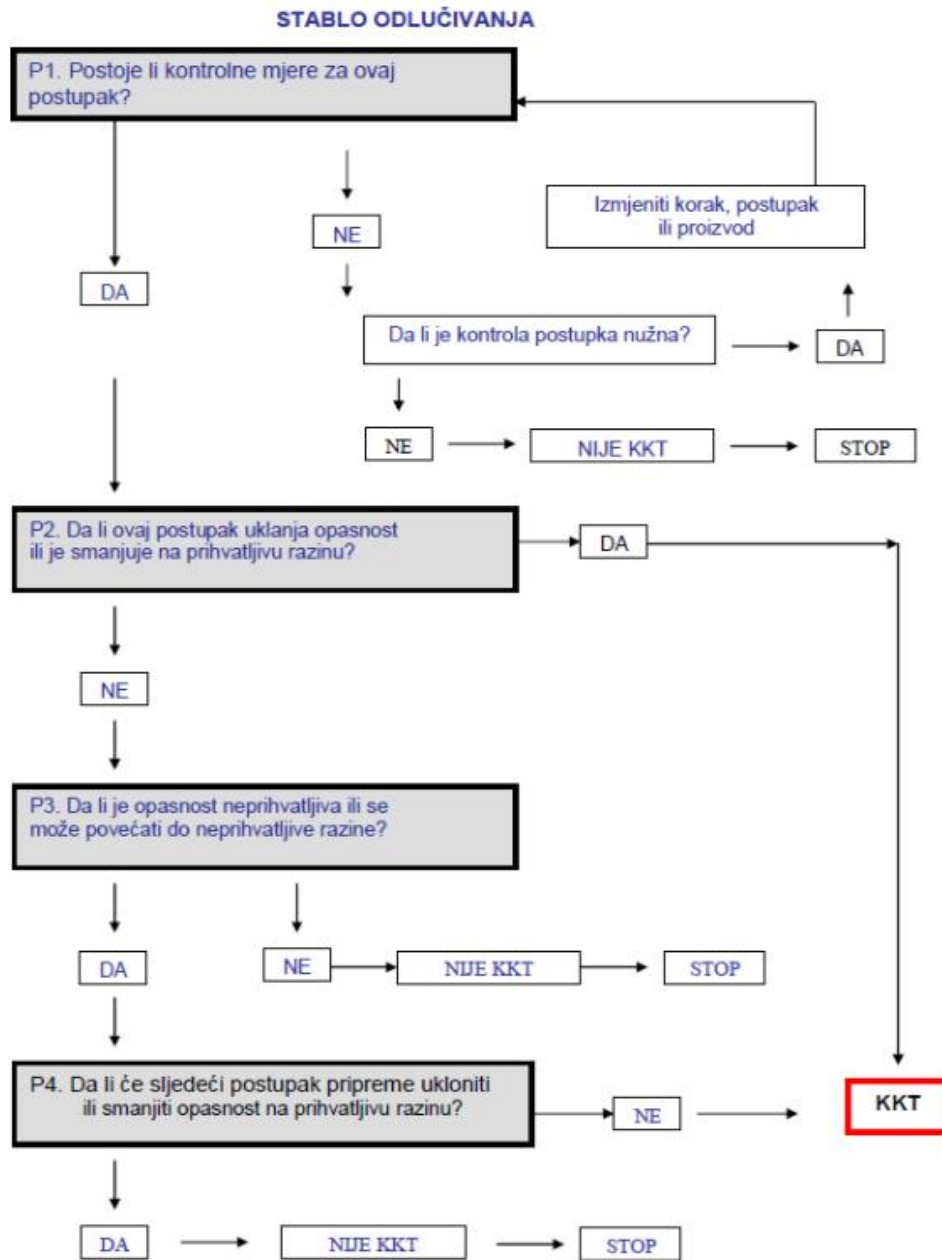 STABLO ODLUČIVANJA
P1. Postoje li kontrolne mjere za ovaj
postupak?
Izmjeniti korak, postupak
ili proizvod
NE
DA
Da li je kontrola postupka nužna?
DA
NE
NIJE KKT
STOP
P2. Da li ovaj postupak uklanja opasnost
ili je smanjuje na prihvatljivu razinu?
DA
NE
P3. Da li je opasnost neprihvatljiva ili se
može povećati do neprihvatljive razine?
DA
NE
NIJE KKT
STOP
P4. Da li će sljedeći postupak pripreme ukloniti
ili smanjiti opasnost na prihvatljivu razinu?
NE
KKT
DA
NIJE KKT
STOP